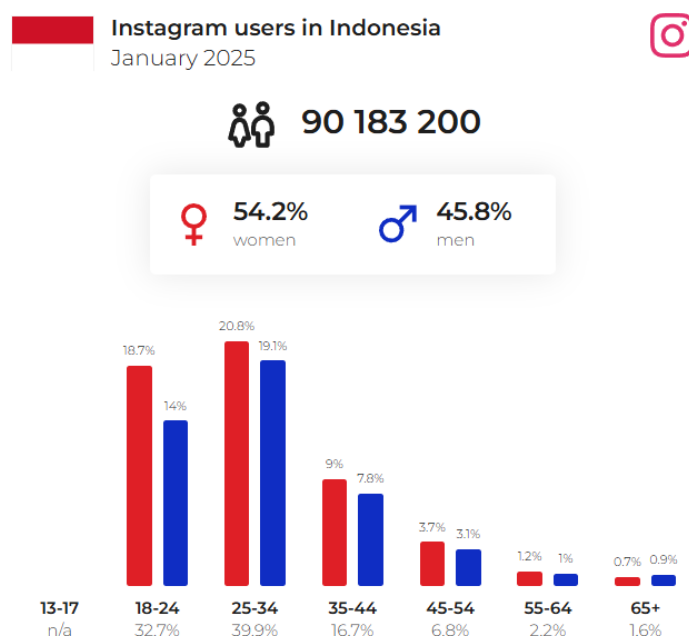 Instagram users in Indonesia
January 2025
90 183 200
54.2%
women
45.8%
men
18.7%
14%
20.8%
19.1%
9%
7.8%
3.7%
3.1%
1.2%
1%
0.7%
0.9%
13-17 18-24 25-34 35-44 45-54 55-64 65+
n/a 32.7% 39.9% 16.7% 6.8% 2.2% 1.6%